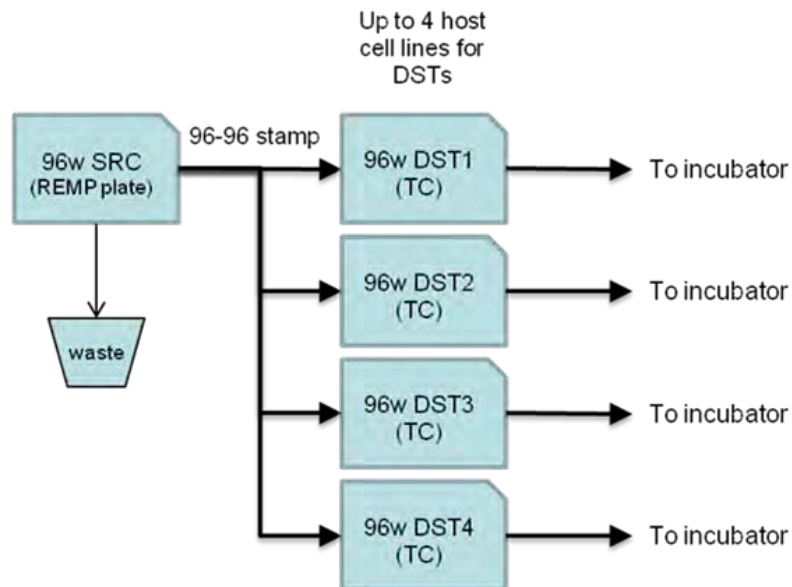 Up to 4 host
cell lines for
DSTs
96w SRC
(REMP plate)
96-96 stamp
96w DST1
(TC)
To incubator
96w DST2
(TC)
To incubator
waste
96w DST3
(TC)
To incubator
96w DST4
(TC)
To incubator